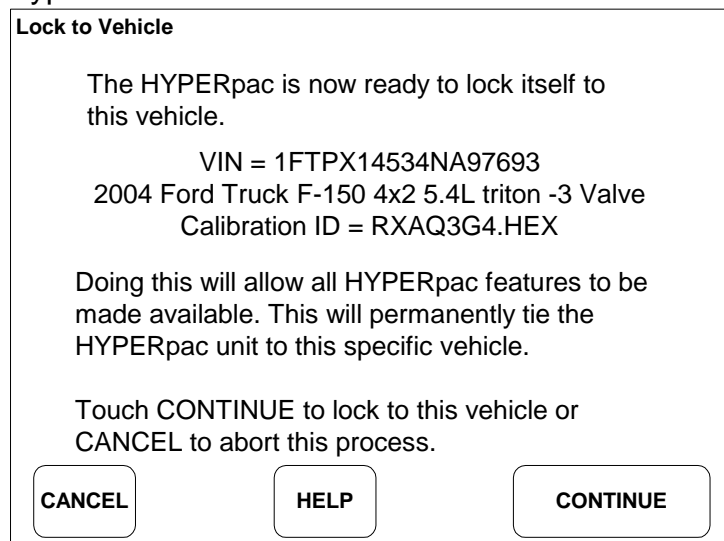 Lock to Vehicle
The HYPERpac is now ready to lock itself to
this vehicle.
VIN = 1FTPX14534NA97693
2004 Ford Truck F-150 4x2 5.4L triton -3 Valve
Calibration ID = RXAQ3G4.HEX
Doing this will allow all HYPERpac features to be
made available. This will permanently tie the
HYPERpac unit to this specific vehicle.
Touch CONTINUE to lock to this vehicle or
CANCEL to abort this process.
CANCEL HELP CONTINUE